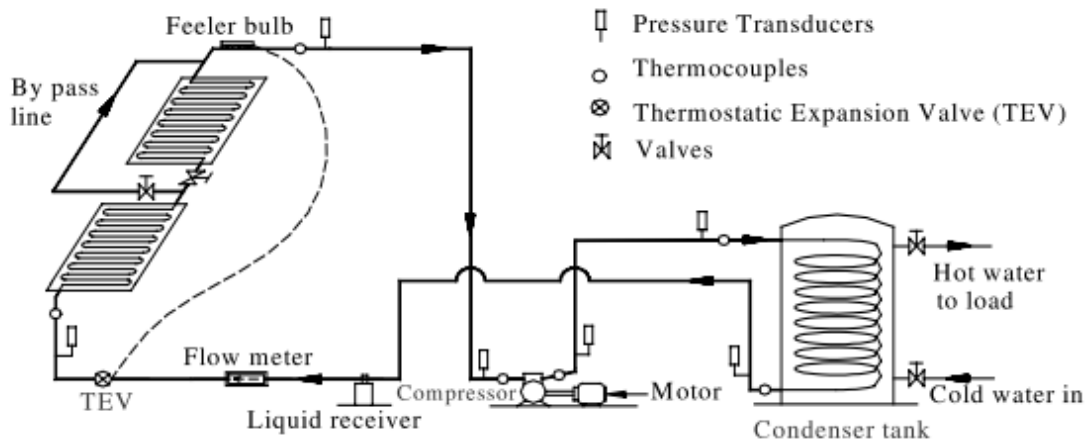 Feeler bulb
Pressure Transducers
Thermocouples
By pass
line
Thermostatic Expansion Valve (TEV)
Valves
Hot water
to load
Flow meter
TEV
Liquid receiver
Compressor
Motor
Cold water in
Condenser tank